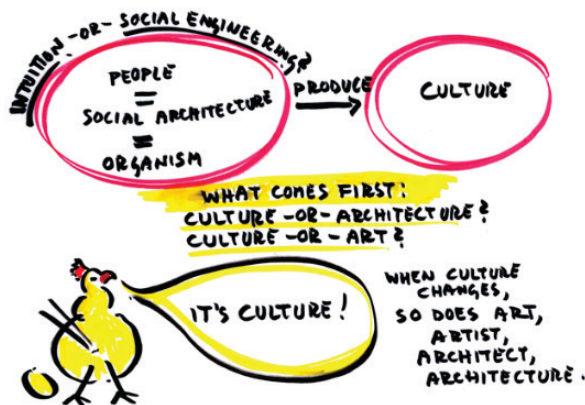 INTUITION -OR- SOCIAL ENGINEERING?
PEOPLE
=
SOCIAL ARCHITECTURE
=
ORGANISM
PRODUCE
CULTURE
WHAT COMES FIRST:
CULTURE -OR- ARCHITECTURE?
CULTURE -OR- ART?
IT'S CULTURE!
WHEN CULTURE
CHANGES,
SO DOES ART,
ARTIST,
ARCHITECT,
ARCHITECTURE.